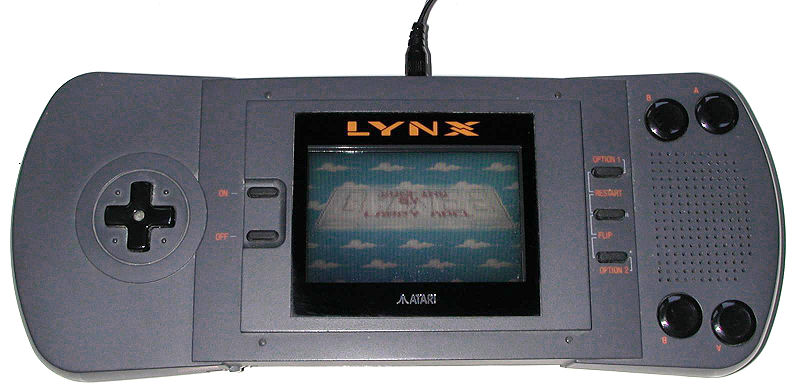 LYNX
B
A
ON
OFF
OPTION 1
RESTART
FLIP
OPTION 2
ATARI
B
A